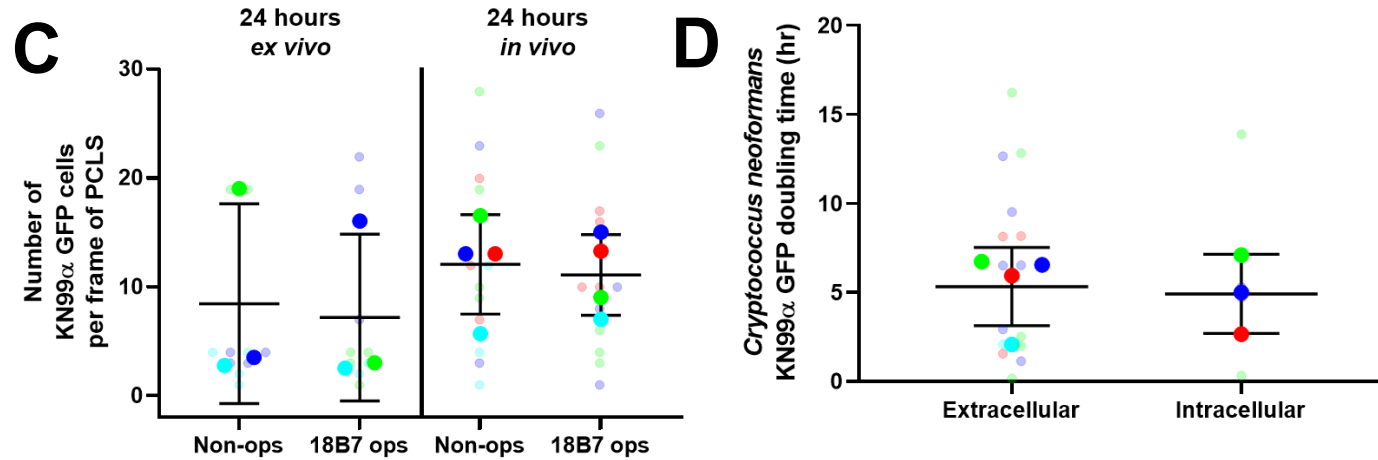 C
24 hours
ex vivo
24 hours
in vivo
Number of
KN99α GFP cells
per frame of PCLS
30
20
10
0
Non-ops
18B7 ops
Non-ops
18B7 ops
D
Cryptococcus neoformans
KN99α GFP doubling time (hr)
20
15
10
5
0
Extracellular
Intracellular